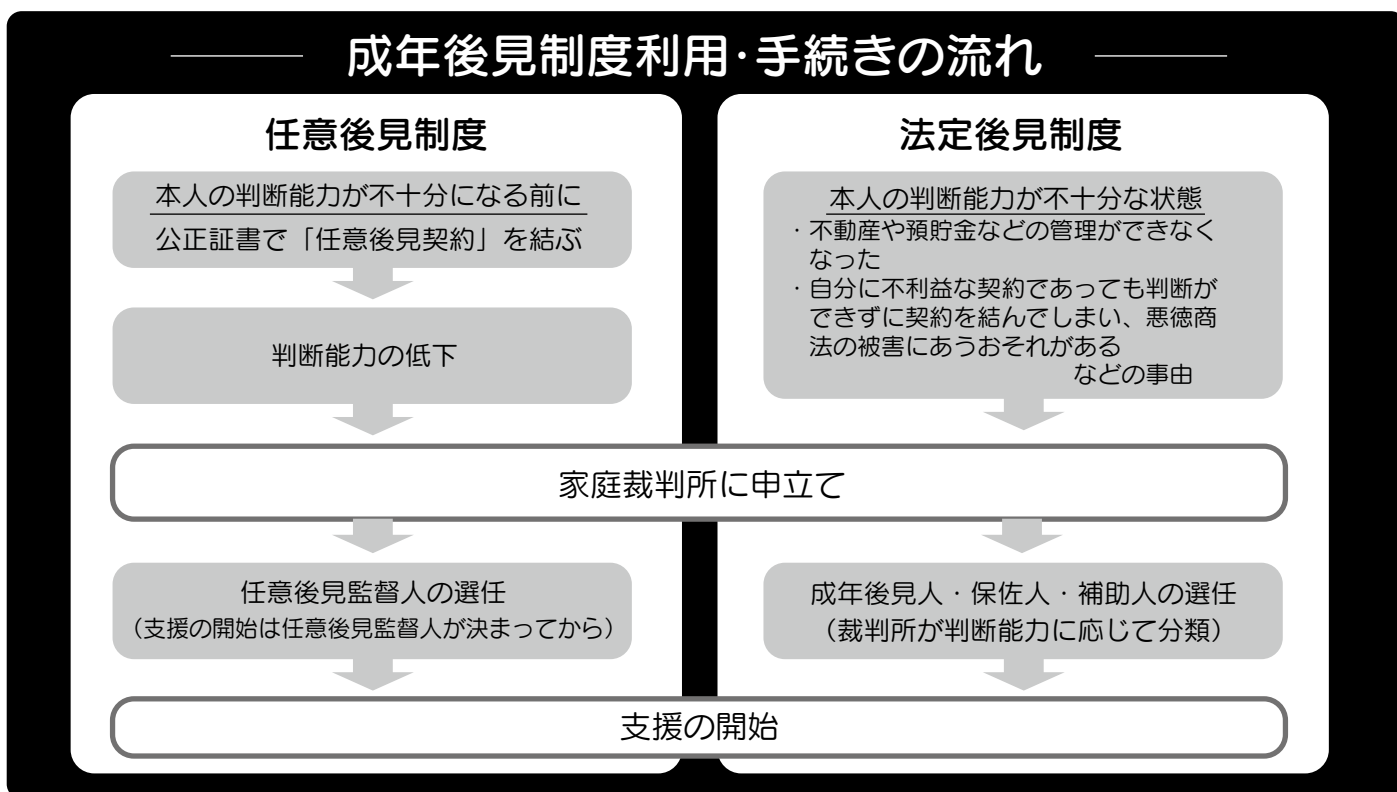 成年後見制度利用・手続きの流れ
任意後見制度
本人の判断能力が不十分になる前に
公正証書で「任意後見契約」を結ぶ
判断能力の低下
法定後見制度
本人の判断能力が不十分な状態
・不動産や預貯金などの管理ができなく
なった
・自分に不利益な契約であっても判断が
できずに契約を結んでしまい、悪徳商
法の被害にあうおそれがある
などの事由
家庭裁判所に申立て
任意後見監督人の選任
（支援の開始は任意後見監督人が決まってから）
成年後見人・保佐人・補助人の選任
（裁判所が判断能力に応じて分類）
支援の開始